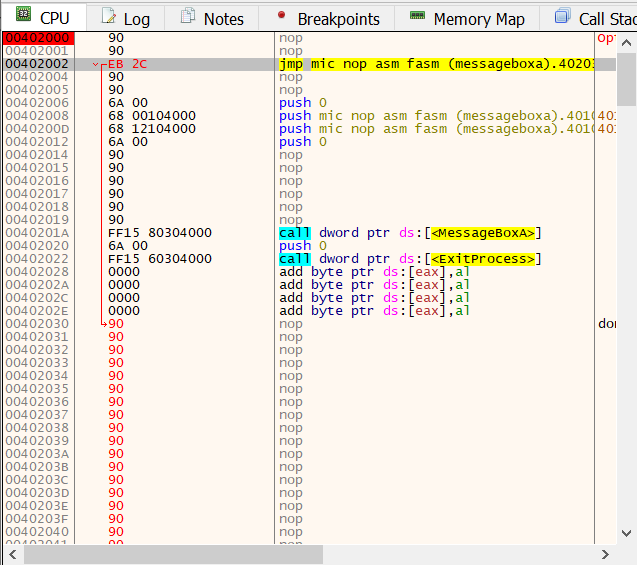 CPU Log Notes Breakpoints Memory Map Call Stac
00402000 90 nop Opt
00402001 90 nop
00402002 EB 2C jmp mic nop asm fasm (messageboxa).40203
00402004 90 nop
00402005 90 nop
00402006 6A 00 push 0
00402008 68 00104000 push mic nop asm fasm (messageboxa).4010 401
0040200D 68 12104000 push mic nop asm fasm (messageboxa).4010 401
00402012 6A 00 push 0
00402014 90 nop
00402015 90 nop
00402016 90 nop
00402017 90 nop
00402018 90 nop
00402019 90 nop
0040201A FF15 80304000 call dword ptr ds:[<MessageBoxA>]
00402020 6A 00 push 0
00402022 FF15 60304000 call dword ptr ds:[<ExitProcess>]
00402028 0000 add byte ptr ds:[eax],al
0040202A 0000 add byte ptr ds:[eax],al
0040202C 0000 add byte ptr ds:[eax],al
0040202E 0000 add byte ptr ds:[eax],al
00402030 90 nop don
00402031 90 nop
00402032 90 nop
00402033 90 nop
00402034 90 nop
00402035 90 nop
00402036 90 nop
00402037 90 nop
00402038 90 nop
00402039 90 nop
0040203A 90 nop
0040203B 90 nop
0040203C 90 nop
0040203D 90 nop
0040203E 90 nop
0040203F 90 nop
00402040 90 nop
00402041 90 nop